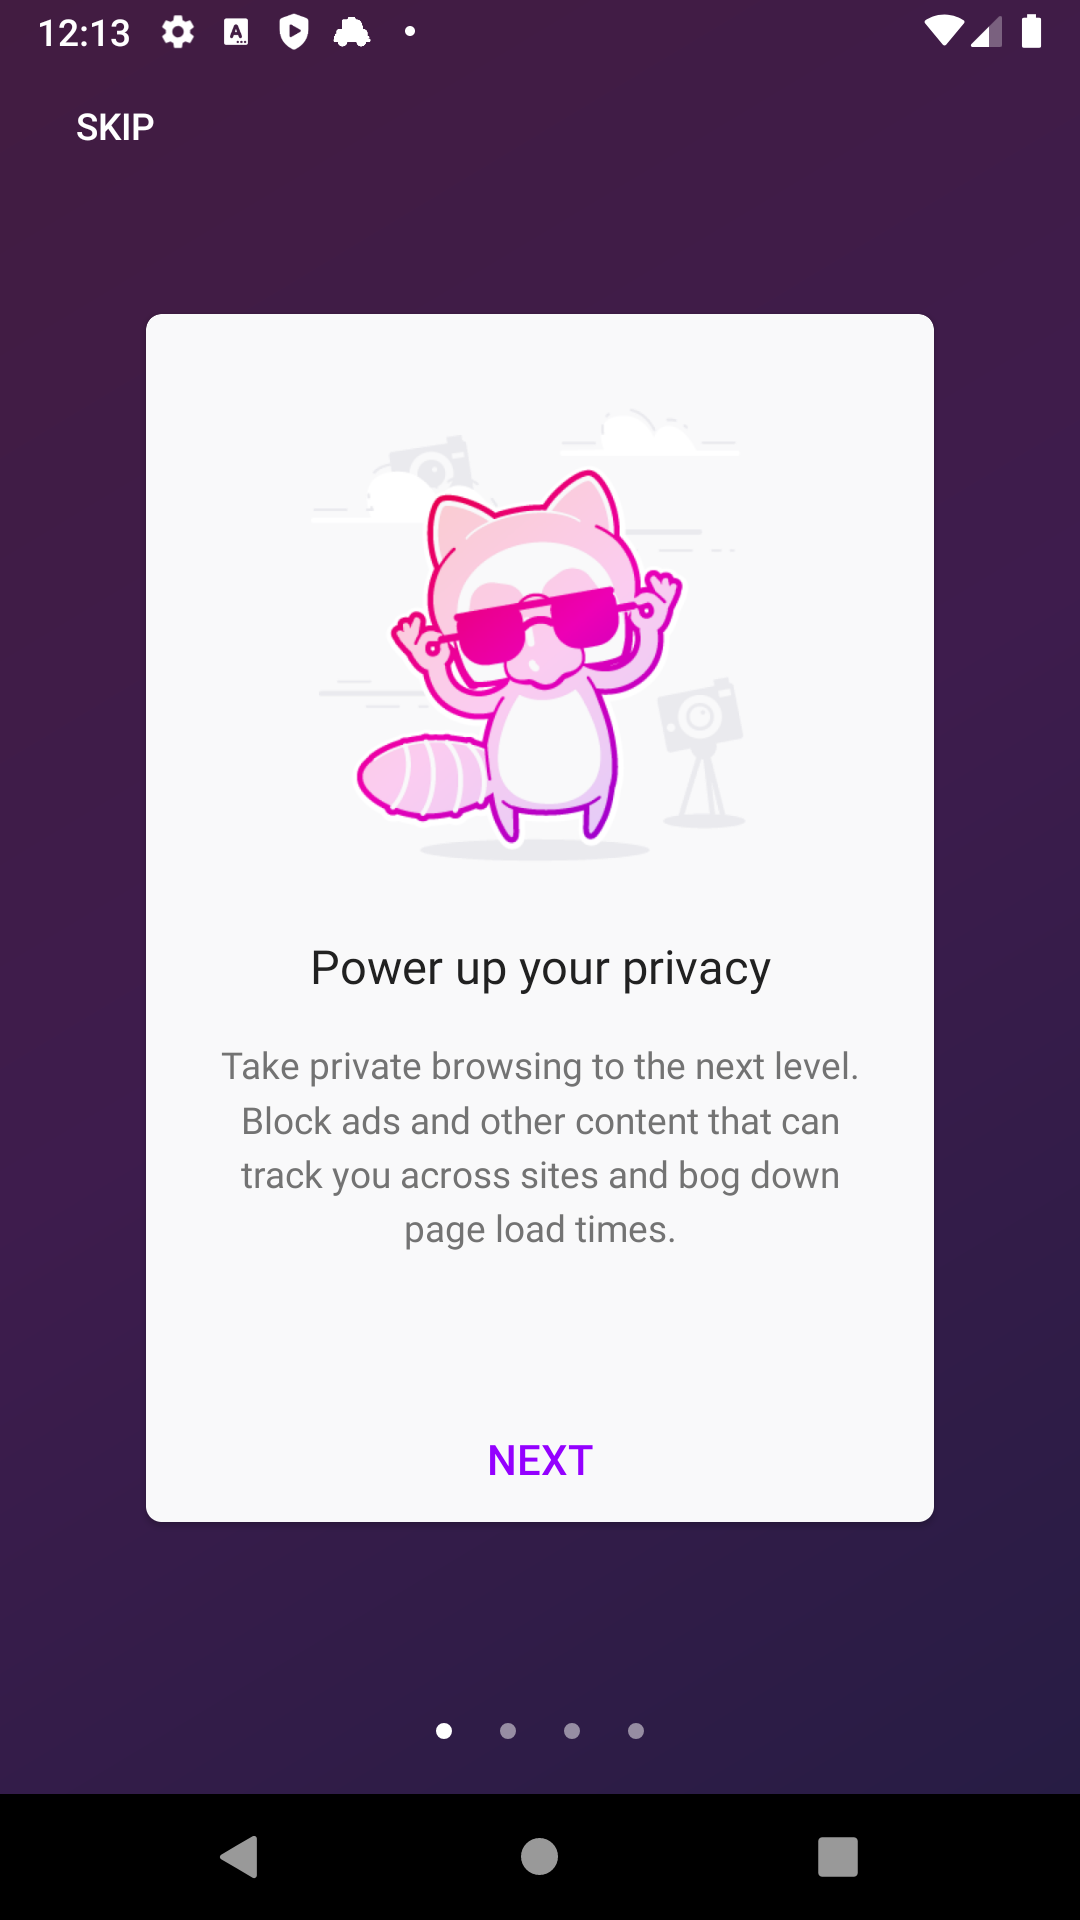 12:13
SKIP
Power up your privacy
Take private browsing to the next level.
Block ads and other content that can
track you across sites and bog down
page load times.
NEXT